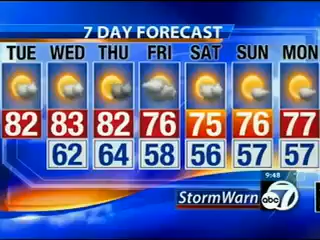 7 DAY FORECAST
TUE WED THU FRI SAT SUN MON
82 83 82 76 75 76 77
62 64 58 56 57 57
9:48
StormWarn abc 7